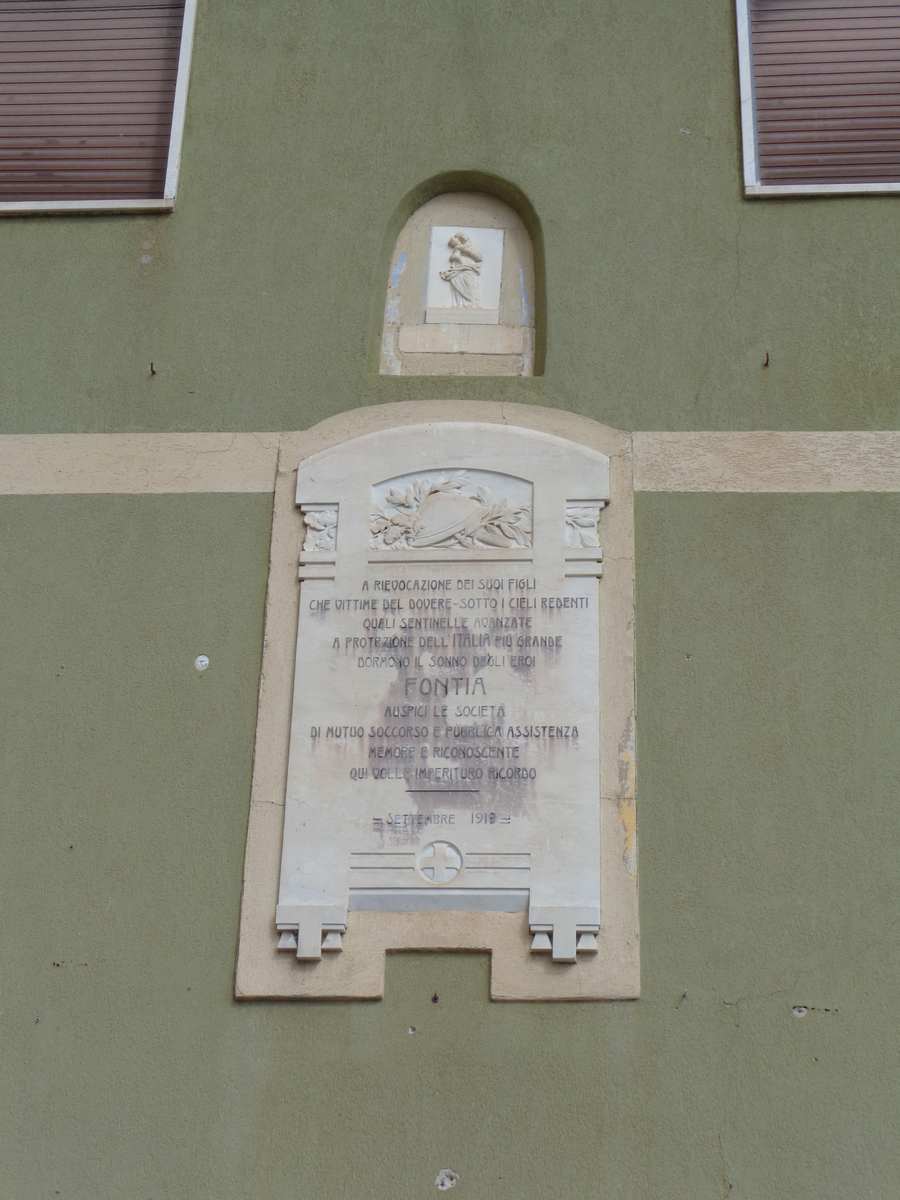 A RIEVOCAZIONE DEI SUOI FIGLI
CHE VITTIME DEL DOVERE-SOTTO I CIELI REDENTI
QUALI SENTINELLE AVANZATE
A PROTEZIONE DELL'ITALIA PIÙ GRANDE
DORMONO IL SONNO DEGLI EROI
FONTIA
AUSPICI LE SOCIETÀ
DI MUTUO SOCCORSO E PUBBLICA ASSISTENZA
MEMORE E RICONOSCENTE
QUI VOLLE IMPERITURO RICORDO
SETTEMBRE 1919